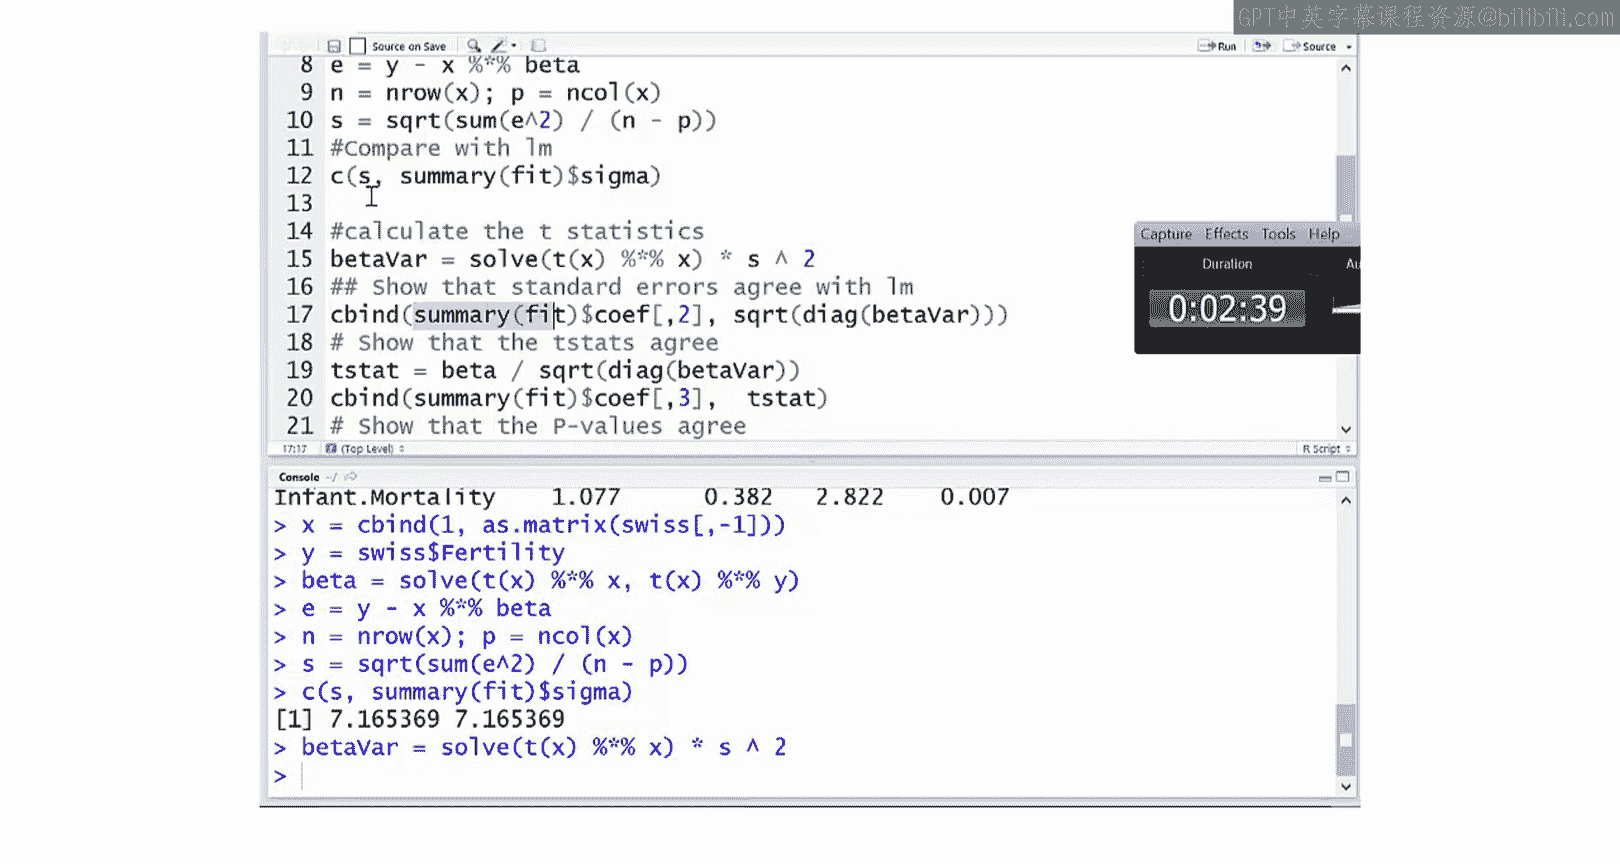 GPT中英字幕课程资源@bilibili.com
Source on Save
Run
Source
8 e = y - x %*% beta
9 n = nrow(x); p = ncol(x)
10 s = sqrt(sum(e^2) / (n - p))
11 #Compare with lm
12 c(s, summary(fit)$sigma)
13
14 #calculate the t statistics
15 betaVar = solve(t(x) %*% x) * s ^ 2
16 ## Show that standard errors agree with lm
17 cbind(summary(fit)$coef[,2], sqrt(diag(betaVar)))
18 # Show that the tstats agree
19 tstat = beta / sqrt(diag(betaVar))
20 cbind(summary(fit)$coef[,3],  tstat)
21 # Show that the P-values agree
17:17 (Top Level) R Script
Capture Effects Tools Help
Duration Au
0:02:39
Console ~/
Infant.Mortality 1.077 0.382 2.822 0.007
> x = cbind(1, as.matrix(swiss[,-1]))
> y = swiss$Fertility
> beta = solve(t(x) %*% x, t(x) %*% y)
> e = y - x %*% beta
> n = nrow(x); p = ncol(x)
> s = sqrt(sum(e^2) / (n - p))
> c(s, summary(fit)$sigma)
[1] 7.165369 7.165369
> betaVar = solve(t(x) %*% x) * s ^ 2
>